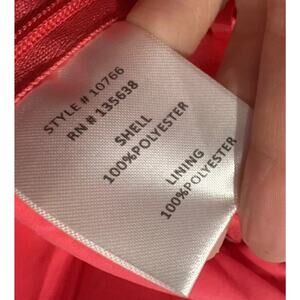 STYLE # 10766
RN # 135638
SHELL
100%POLYESTER
LINING
100%POLYESTER